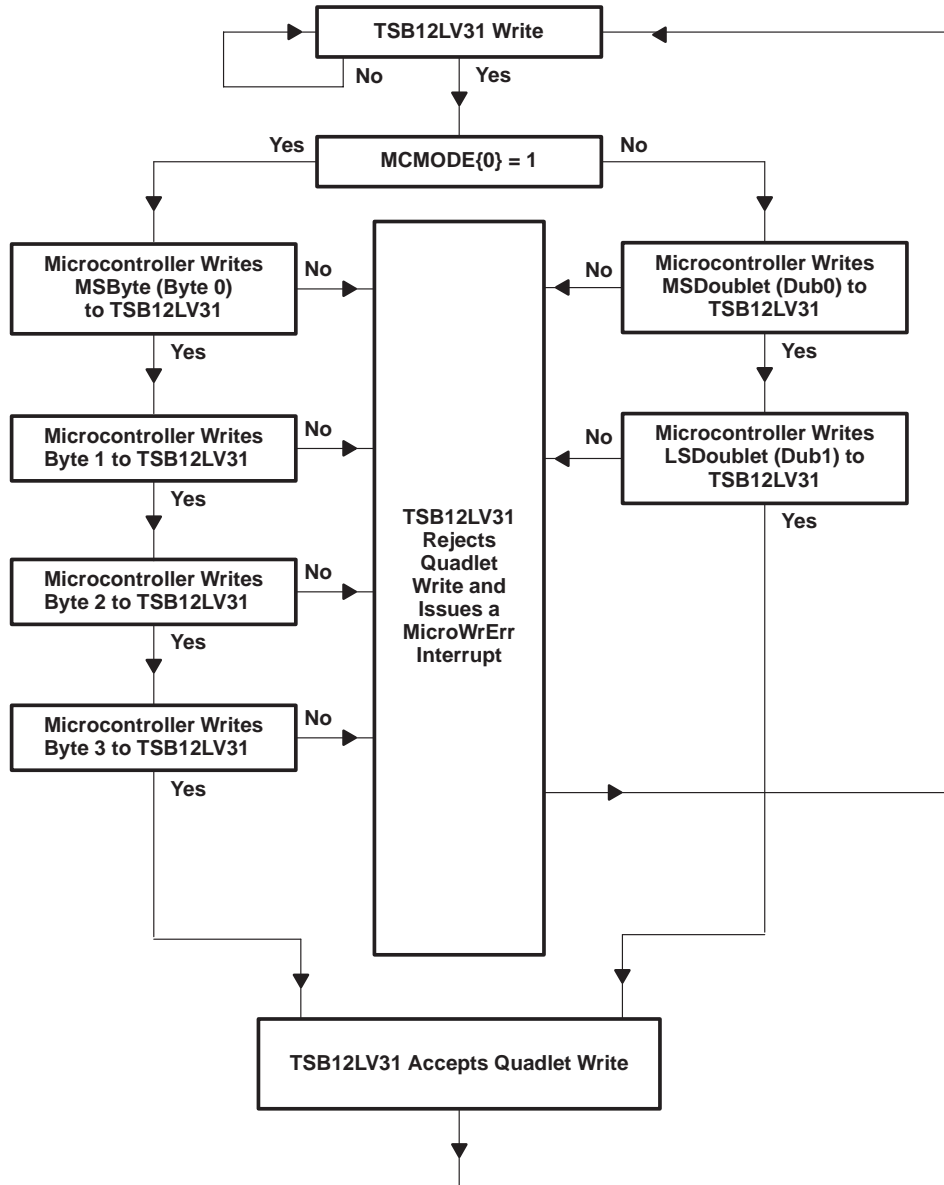 TSB12LV31 Write
No
Yes
Yes
MCMODE{0} = 1
No
Microcontroller Writes
MSByte (Byte 0)
to TSB12LV31
No
Yes
No
Microcontroller Writes
MSDoublet (Dub0) to
TSB12LV31
Yes
Microcontroller Writes
Byte 1 to TSB12LV31
No
Yes
No
Microcontroller Writes
LSDoublet (Dub1) to
TSB12LV31
Yes
TSB12LV31
Rejects
Quadlet
Write and
Issues a
MicroWrErr
Interrupt
Microcontroller Writes
Byte 2 to TSB12LV31
No
Yes
Microcontroller Writes
Byte 3 to TSB12LV31
No
Yes
TSB12LV31 Accepts Quadlet Write